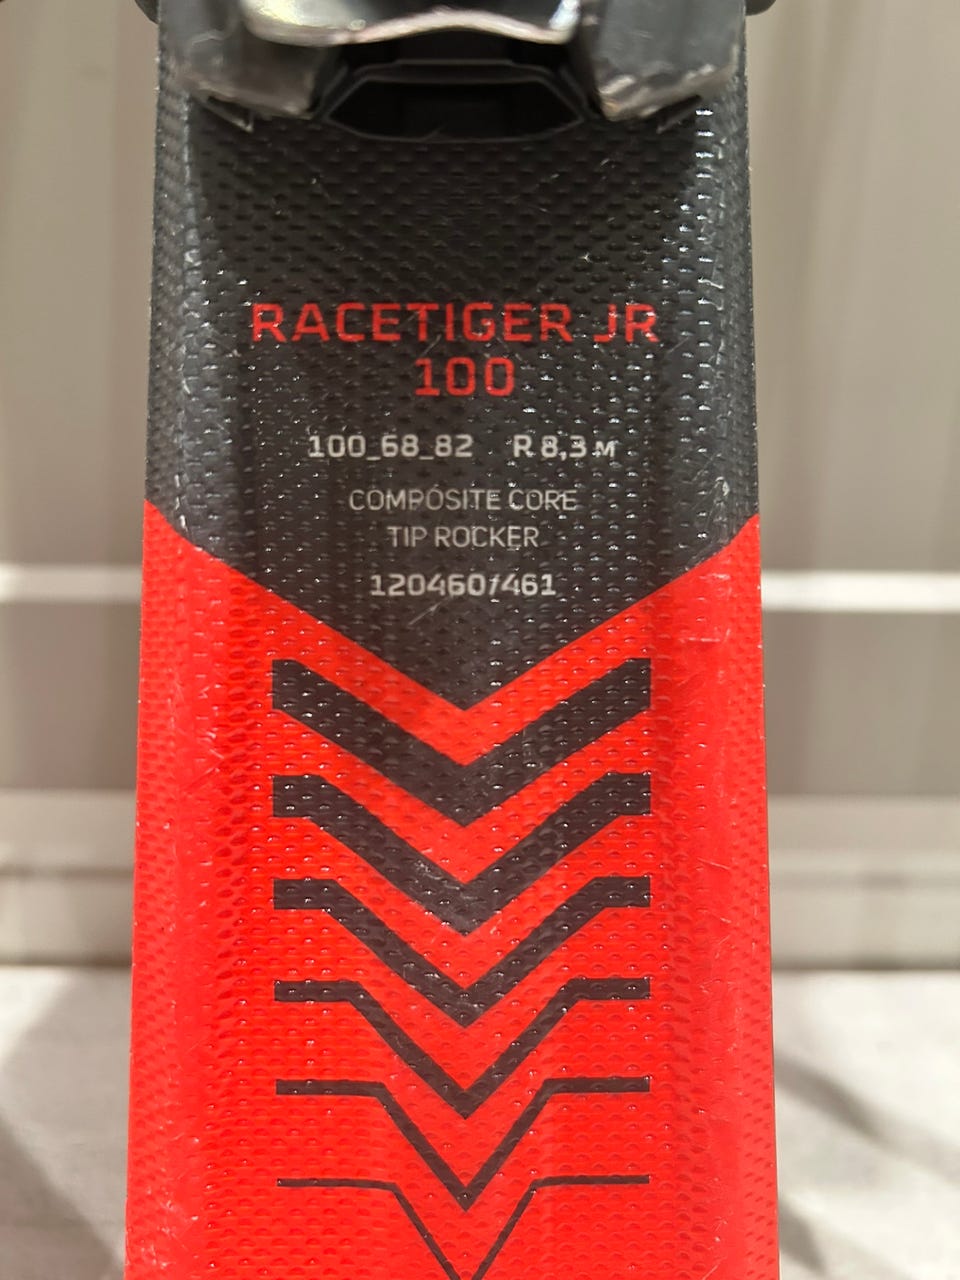 RACETIGER JR
100
100_68_82 R 8,3 M
COMPOSITE CORE
TIP ROCKER
120460/461